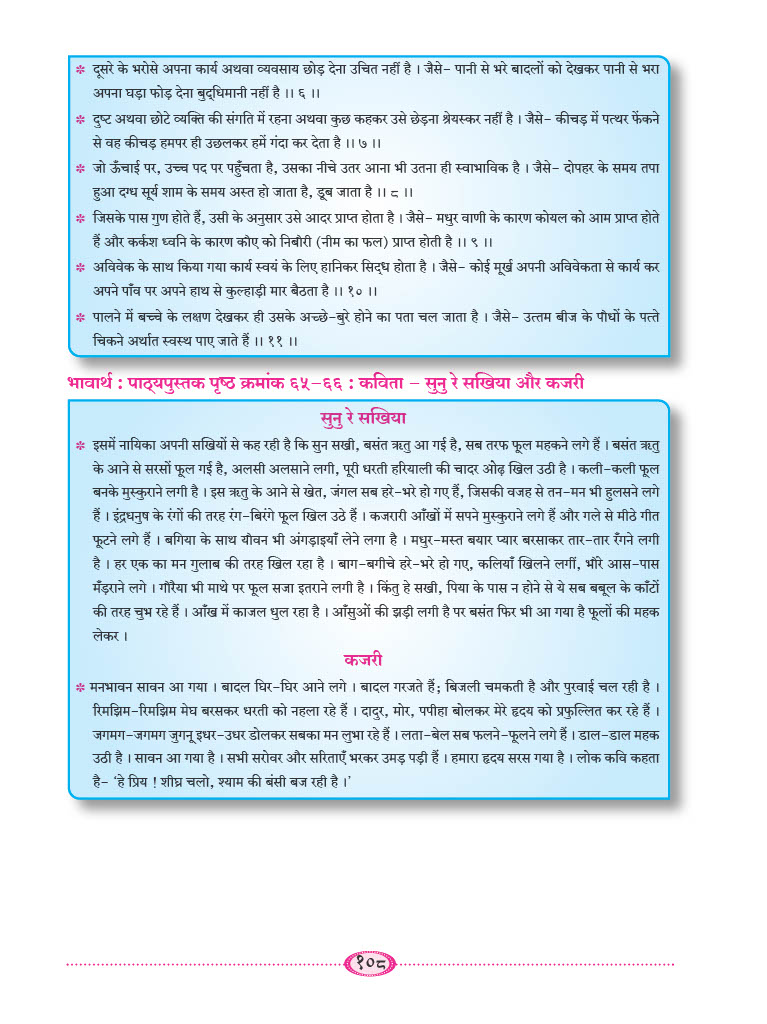 ✽ दूसरे के भरोसे अपना कार्य अथवा व्यवसाय छोड़ देना उचित नहीं है । जैसे- पानी से भरे बादलों को देखकर पानी से भरा
अपना घड़ा फोड़ देना बुद्धिमानी नहीं है ।। ६ ।।
✽ दुष्ट अथवा छोटे व्यक्ति की संगति में रहना अथवा कुछ कहकर उसे छेड़ना श्रेयस्कर नहीं है । जैसे- कीचड़ में पत्थर फेंकने
से वह कीचड़ हमपर ही उछलकर हमें गंदा कर देता है ।। ७ ।।
✽ जो ऊँचाई पर, उच्च पद पर पहुँचता है, उसका नीचे उतर आना भी उतना ही स्वाभाविक है । जैसे- दोपहर के समय तपा
हुआ दग्ध सूर्य शाम के समय अस्त हो जाता है, डूब जाता है ।। ८ ।।
✽ जिसके पास गुण होते हैं, उसी के अनुसार उसे आदर प्राप्त होता है । जैसे- मधुर वाणी के कारण कोयल को आम प्राप्त होते
हैं और कर्कश ध्वनि के कारण कौए को निबौरी (नीम का फल) प्राप्त होती है ।। ९ ।।
✽ अविवेक के साथ किया गया कार्य स्वयं के लिए हानिकर सिद्ध होता है । जैसे- कोई मूर्ख अपनी अविवेकता से कार्य कर
अपने पाँव पर अपने हाथ से कुल्हाड़ी मार बैठता है ।। १० ।।
✽ पालने में बच्चे के लक्षण देखकर ही उसके अच्छे-बुरे होने का पता चल जाता है । जैसे- उत्तम बीज के पौधों के पत्ते
चिकने अर्थात स्वस्थ पाए जाते हैं ।। ११ ।।
भावार्थ : पाठ्यपुस्तक पृष्ठ क्रमांक ६५-६६ : कविता - सुनु रे सखिया और कजरी
सुनु रे सखिया
✽ इसमें नायिका अपनी सखियों से कह रही है कि सुन सखी, बसंत ऋतु आ गई है, सब तरफ फूल महकने लगे हैं । बसंत ऋतु
के आने से सरसों फूल गई है, अलसी अलसाने लगी, पूरी धरती हरियाली की चादर ओढ़ खिल उठी है । कली-कली फूल
बनके मुस्कुराने लगी है । इस ऋतु के आने से खेत, जंगल सब हरे-भरे हो गए हैं, जिसकी वजह से तन-मन भी हुलसने लगे
हैं । इंद्रधनुष के रंगों की तरह रंग-बिरंगे फूल खिल उठे हैं । कजरारी आँखों में सपने मुस्कुराने लगे हैं और गले से मीठे गीत
फूटने लगे हैं । बगिया के साथ यौवन भी अंगड़ाइयाँ लेने लगा है । मधुर-मस्त बयार प्यार बरसाकर तार-तार रँगने लगी
है । हर एक का मन गुलाब की तरह खिल रहा है । बाग-बगीचे हरे-भरे हो गए, कलियाँ खिलने लगीं, भौंरे आस-पास
मँड़राने लगे । गौरैया भी माथे पर फूल सजा इतराने लगी है । किंतु हे सखी, पिया के पास न होने से ये सब बबूल के काँटों
की तरह चुभ रहे हैं । आँख में काजल धुल रहा है । आँसुओं की झड़ी लगी है पर बसंत फिर भी आ गया है फूलों की महक
लेकर ।
कजरी
✽ मनभावन सावन आ गया । बादल घिर-घिर आने लगे । बादल गरजते हैं; बिजली चमकती है और पुरवाई चल रही है ।
रिमझिम-रिमझिम मेघ बरसकर धरती को नहला रहे हैं । दादुर, मोर, पपीहा बोलकर मेरे हृदय को प्रफुल्लित कर रहे हैं ।
जगमग-जगमग जुगनू इधर-उधर डोलकर सबका मन लुभा रहे हैं । लता-बेल सब फलने-फूलने लगे हैं । डाल-डाल महक
उठी है । सावन आ गया है । सभी सरोवर और सरिताएँ भरकर उमड़ पड़ी हैं । हमारा हृदय सरस गया है । लोक कवि कहता
है- ‘हे प्रिय ! शीघ्र चलो, श्याम की बंसी बज रही है ।’
१०८